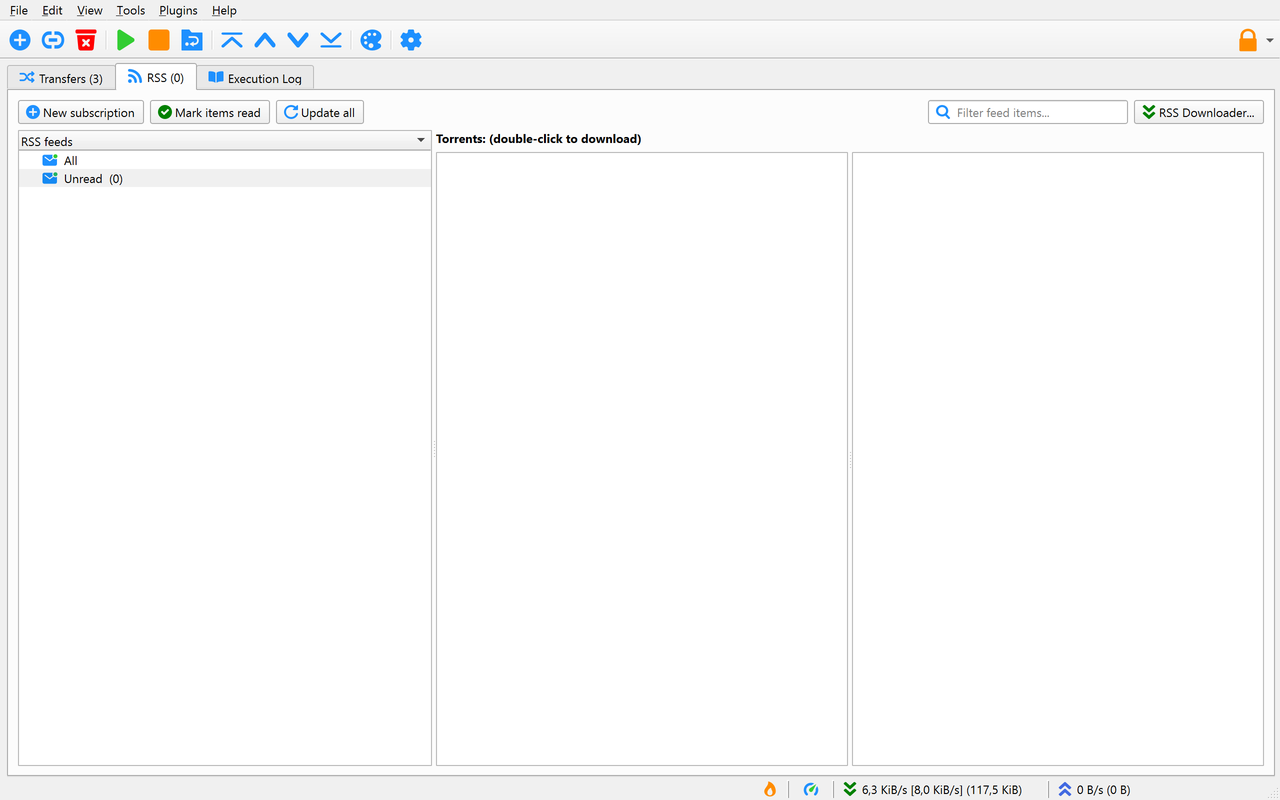 File Edit View Tools Plugins Help
Transfers (3) RSS (0) Execution Log
New subscription Mark items read Update all Filter feed items... RSS Downloader...
RSS feeds Torrents: (double-click to download)
All
Unread (0)
6,3 KiB/s [8,0 KiB/s] (117,5 KiB) 0 B/s (0 B)